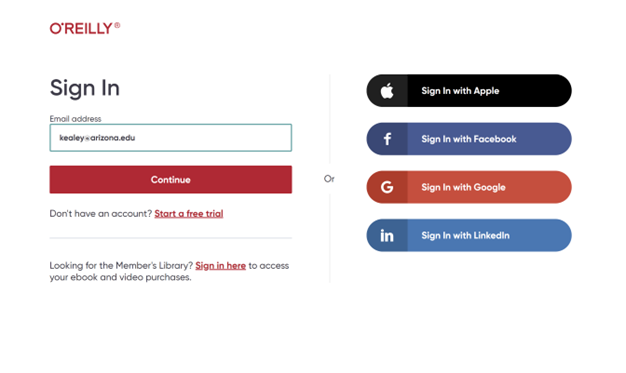 O'REILLY®
Sign In
Email address
kealey@arizona.edu
Continue
Don't have an account? Start a free trial
Looking for the Member's Library? Sign in here to access
your ebook and video purchases.
Or
Sign In with Apple
f Sign In with Facebook
G Sign In with Google
in Sign In with LinkedIn